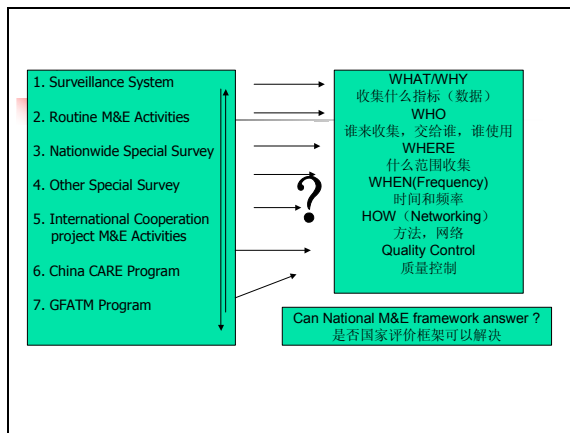 1. Surveillance System
2. Routine M&E Activities
3. Nationwide Special Survey
4. Other Special Survey
5. International Cooperation
project M&E Activities
6. China CARE Program
7. GFATM Program
?
WHAT/WHY
收集什么指标（数据）
WHO
谁来收集，交给谁，谁使用
WHERE
什么范围收集
WHEN(Frequency)
时间和频率
HOW（Networking）
方法，网络
Quality Control
质量控制
Can National M&E framework answer ?
是否国家评价框架可以解决